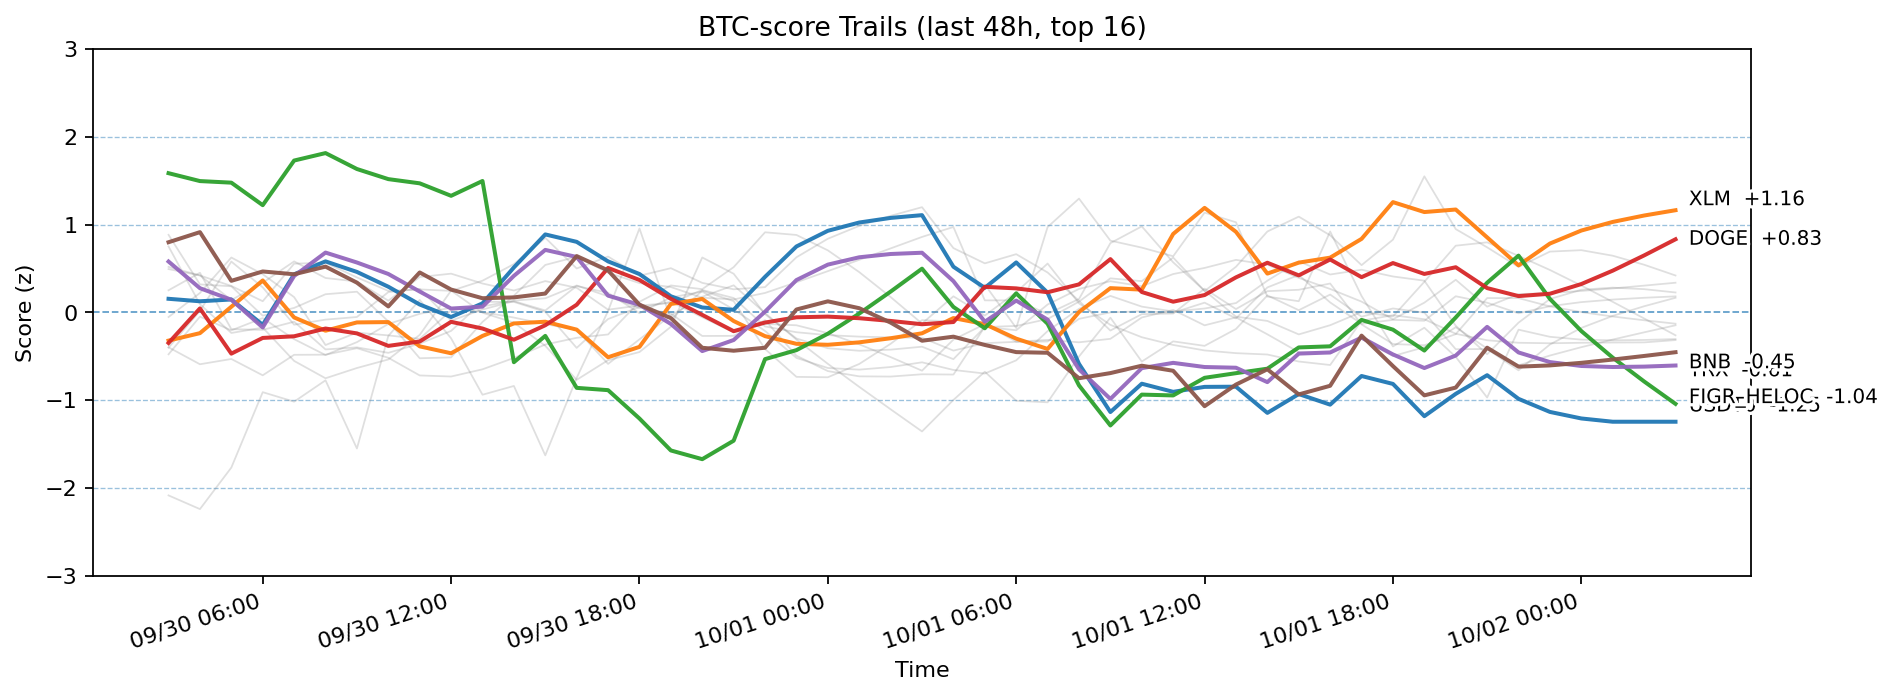 BTC-score Trails (last 48h, top 16)
Score (z)
3
2
1
0
−1
−2
−3
XLM +1.16
DOGE +0.83
BNB -0.45
FIGR-HELOC -1.04
09/30 06:00
09/30 12:00
09/30 18:00
10/01 00:00
10/01 06:00
10/01 12:00
10/01 18:00
10/02 00:00
Time